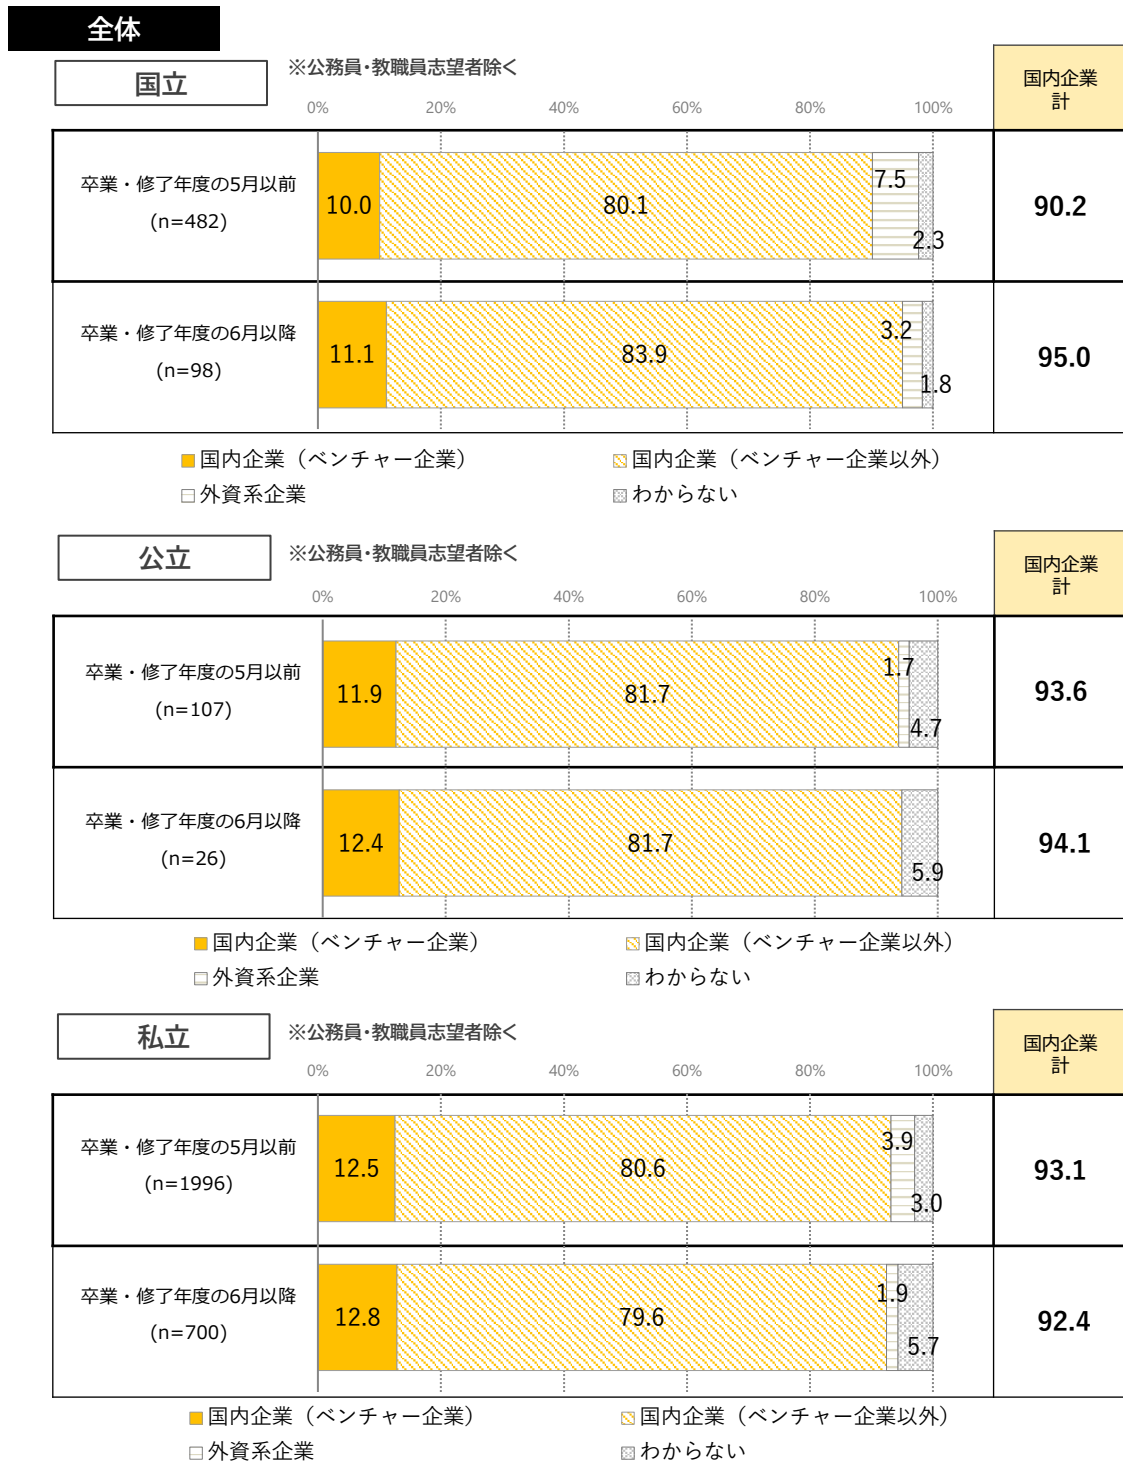 全体
国立
※公務員・教職員志望者除く
国内企業
計
0% 20% 40% 60% 80% 100%
卒業・修了年度の5月以前
(n=482)
10.0 80.1 7.5 2.3
90.2
卒業・修了年度の6月以降
(n=98)
11.1 83.9 3.2 1.8
95.0
国内企業（ベンチャー企業） 国内企業（ベンチャー企業以外）
外資系企業 わからない
公立
※公務員・教職員志望者除く
国内企業
計
0% 20% 40% 60% 80% 100%
卒業・修了年度の5月以前
(n=107)
11.9 81.7 1.7 4.7
93.6
卒業・修了年度の6月以降
(n=26)
12.4 81.7 5.9
94.1
国内企業（ベンチャー企業） 国内企業（ベンチャー企業以外）
外資系企業 わからない
私立
※公務員・教職員志望者除く
国内企業
計
0% 20% 40% 60% 80% 100%
卒業・修了年度の5月以前
(n=1996)
12.5 80.6 3.9 3.0
93.1
卒業・修了年度の6月以降
(n=700)
12.8 79.6 1.9 5.7
92.4
国内企業（ベンチャー企業） 国内企業（ベンチャー企業以外）
外資系企業 わからない